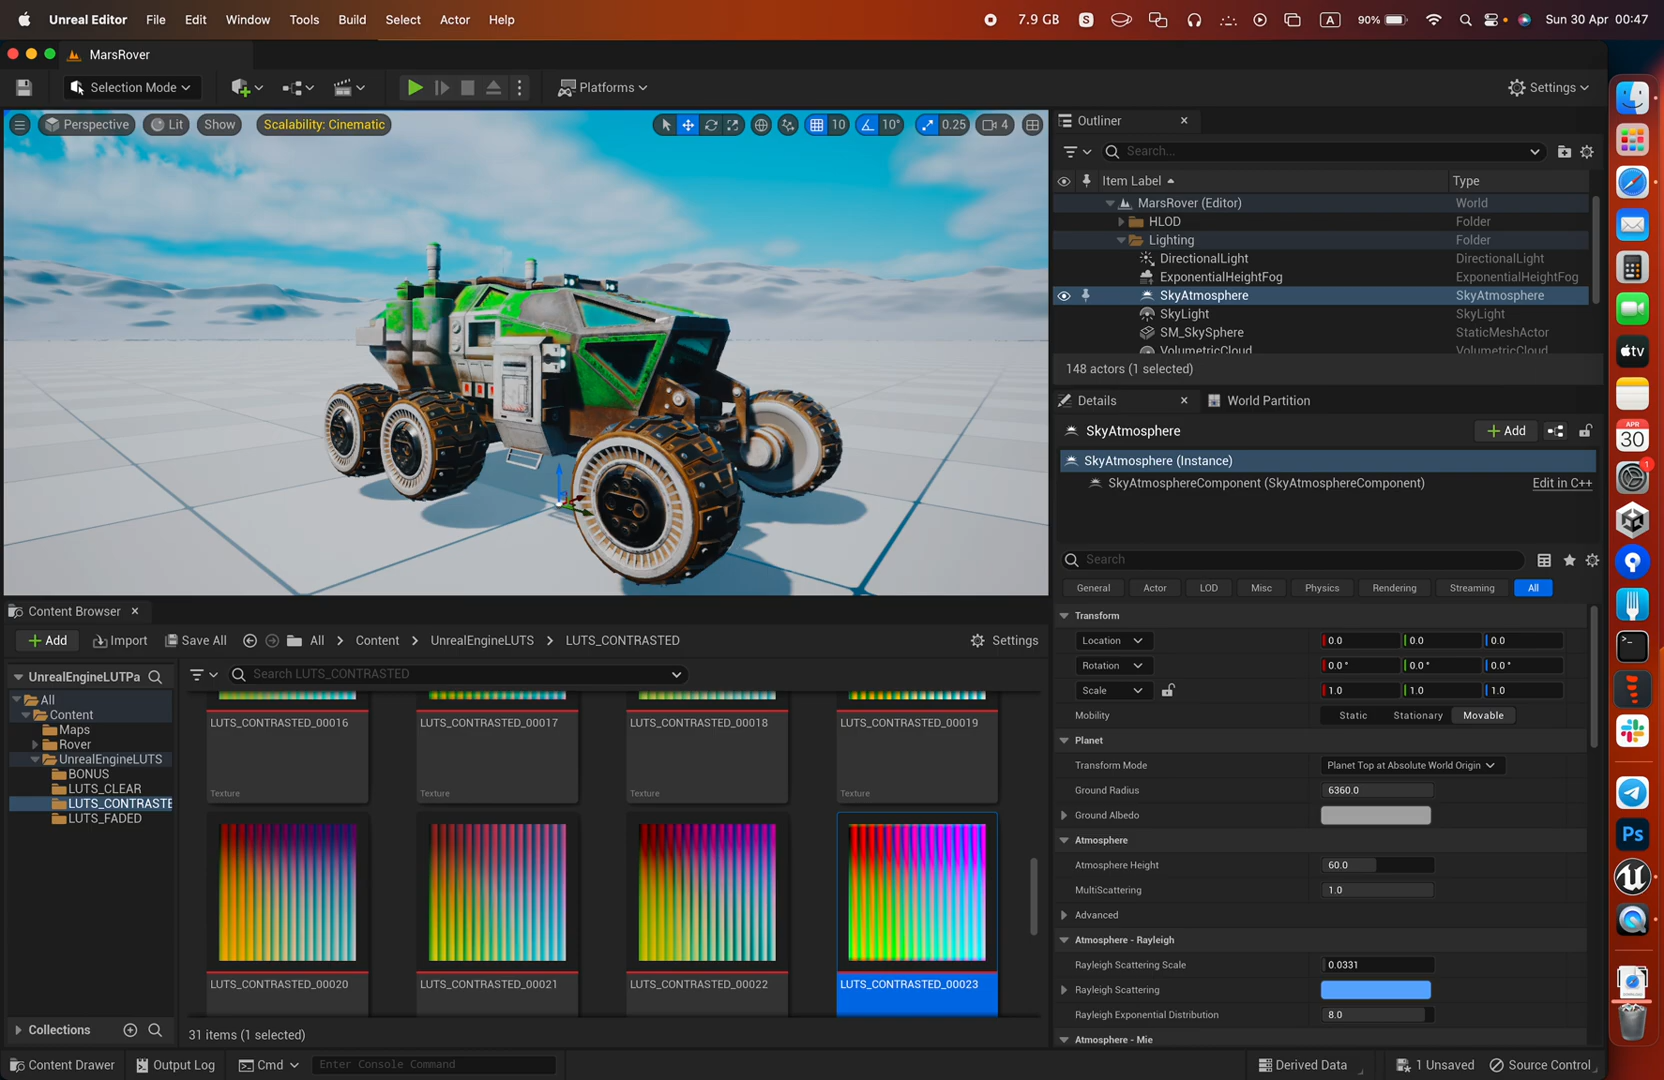 Unreal Editor File Edit Window Tools Build Select Actor Help 7.9 GB S A 90% Sun 30 Apr 00:47
MarsRover
Selection Mode Platforms Settings
Perspective Lit Show Scalability: Cinematic 10 10° 0.25 4
Outliner
Search...
Item Label Type
MarsRover (Editor) World
HLOD Folder
Lighting Folder
DirectionalLight DirectionalLight
ExponentialHeightFog ExponentialHeightFog
SkyAtmosphere SkyAtmosphere
SkyLight SkyLight
SM_SkySphere StaticMeshActor
VolumetricCloud VolumetricCloud
148 actors (1 selected)
Details World Partition
SkyAtmosphere Add
SkyAtmosphere (Instance)
SkyAtmosphereComponent (SkyAtmosphereComponent) Edit in C++
Search
General Actor LOD Misc Physics Rendering Streaming All
Transform
Location 0.0 0.0 0.0
Rotation 0.0° 0.0° 0.0°
Scale 1.0 1.0 1.0
Mobility Static Stationary Movable
Planet
Transform Mode Planet Top at Absolute World Origin
Ground Radius 6360.0
Ground Albedo
Atmosphere
Atmosphere Height 60.0
MultiScattering 1.0
Advanced
Atmosphere - Rayleigh
Rayleigh Scattering Scale 0.0331
Rayleigh Scattering
Rayleigh Exponential Distribution 8.0
Atmosphere - Mie
Content Browser
Add Import Save All All Content UnrealEngineLUTS LUTS_CONTRASTED Settings
UnrealEngineLUTPa
Search LUTS_CONTRASTED
All
Content
Maps
Rover
UnrealEngineLUTS
BONUS
LUTS_CLEAR
LUTS_CONTRASTE
LUTS_FADED
Collections
LUTS_CONTRASTED_00016 LUTS_CONTRASTED_00017 LUTS_CONTRASTED_00018 LUTS_CONTRASTED_00019
Texture Texture Texture Texture
LUTS_CONTRASTED_00020 LUTS_CONTRASTED_00021 LUTS_CONTRASTED_00022 LUTS_CONTRASTED_00023
31 items (1 selected)
Content Drawer Output Log Cmd Enter Console Command Derived Data 1 Unsaved Source Control
tv
APR
30
1
Ps